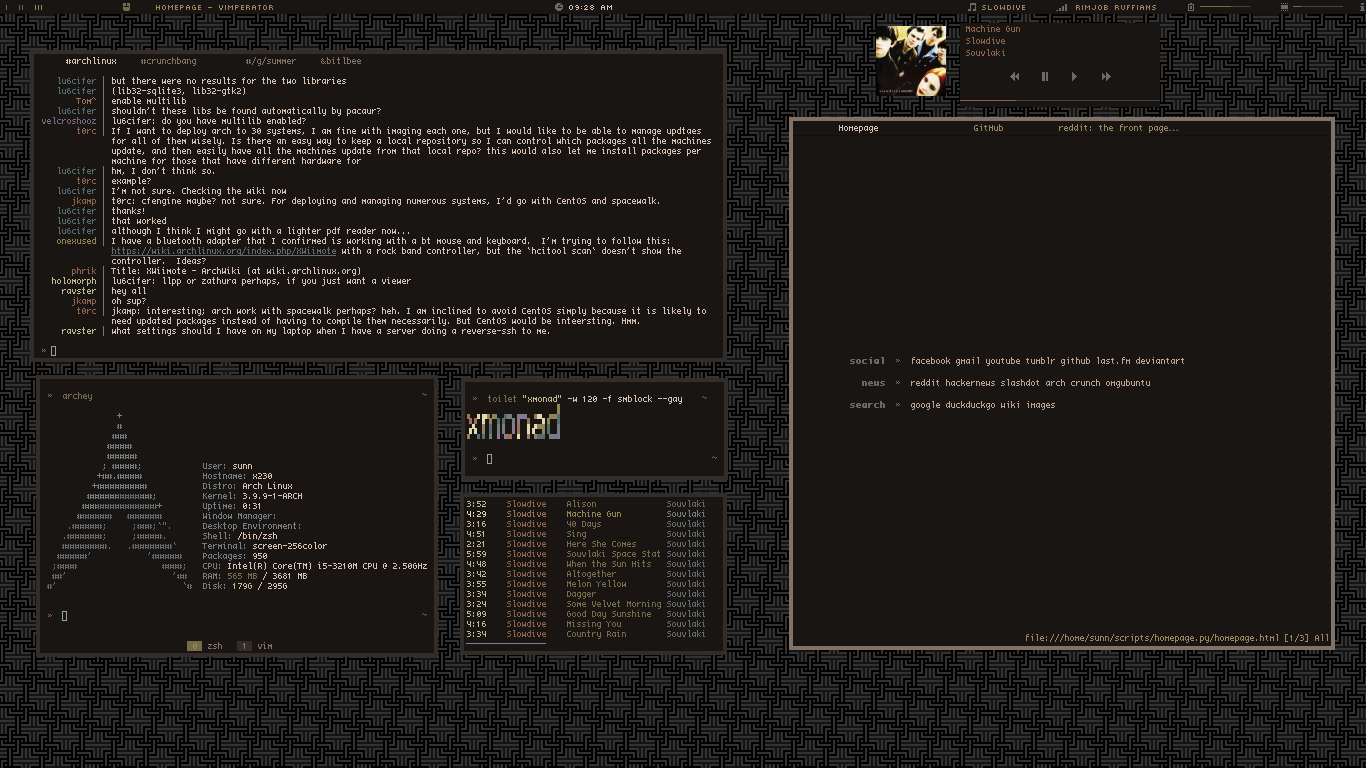 HOMEPAGE - VIMPERATOR
09:28 AM
SLOWDIVE
RIMJOB RUFFIANS
Machine Gun
Slowdive
Souvlaki
#archlinux #crunchbang #/g/summer &bitlbee
lu6cifer but there were no results for the two libraries
lu6cifer (lib32-sqlite3, lib32-gtk2)
Tom^ enable multilib
lu6cifer shouldn't these libs be found automatically by pacaur?
velcroshooz lu6cifer: do you have multilib enabled?
t0rc If I want to deploy arch to 30 systems, I am fine with imaging each one, but I would like to be able to manage updtaes
for all of them wisely. Is there an easy way to keep a local repository so I can control which packages all the machines
update, and then easily have all the machines update from that local repo? this would also let me install packages per
machine for those that have different hardware for
lu6cifer hm, I don't think so.
t0rc example?
lu6cifer I'm not sure. Checking the wiki now
jkamp t0rc: cfengine maybe? not sure. For deploying and managing numerous systems, I'd go with CentOS and spacewalk.
lu6cifer thanks!
lu6cifer that worked
lu6cifer although I think I might go with a lighter pdf reader now...
onexused I have a bluetooth adapter that I confirmed is working with a bt mouse and keyboard.  I'm trying to follow this:
https://wiki.archlinux.org/index.php/XWiimote with a rock band controller, but the `hcitool scan` doesn't show the
controller.  Ideas?
phrik Title: XWiimote - ArchWiki (at wiki.archlinux.org)
holomorph lu6cifer: llpp or zathura perhaps, if you just want a viewer
ravster hey all
jkamp oh sup?
t0rc jkamp: interesting; arch work with spacewalk perhaps? heh. I am inclined to avoid CentOS simply because it is likely to
need updated packages instead of having to compile them necessarily. But CentOS would be inteersting. Hmm.
ravster what settings should I have on my laptop when I have a server doing a reverse-ssh to me.
»
» archey ~
+
#
###
#####
######
; #####;
+##.#####
+##########
#############;
###############+
#######   #######
.######;     ;###;`".
.#######;     ;#####.
#########.   .########`
######'           '######
;####                 ;####;
##'                     '##
#'                         `#
User: sunn
Hostname: x230
Distro: Arch Linux
Kernel: 3.9.9-1-ARCH
Uptime: 0:31
Window Manager:
Desktop Environment:
Shell: /bin/zsh
Terminal: screen-256color
Packages: 950
CPU: Intel(R) Core(TM) i5-3210M CPU @ 2.50GHz
RAM: 565 MB / 3681 MB
Disk: 179G / 295G
» ~
0 zsh 1 vim
» toilet "xmonad" -w 120 -f smblock --gay ~
xmonad
» ~
3:52 Slowdive Alison Souvlaki
4:29 Slowdive Machine Gun Souvlaki
3:16 Slowdive 40 Days Souvlaki
4:51 Slowdive Sing Souvlaki
2:21 Slowdive Here She Comes Souvlaki
5:59 Slowdive Souvlaki Space Stat Souvlaki
4:48 Slowdive When the Sun Hits Souvlaki
3:42 Slowdive Altogether Souvlaki
3:55 Slowdive Melon Yellow Souvlaki
3:34 Slowdive Dagger Souvlaki
3:24 Slowdive Some Velvet Morning Souvlaki
5:09 Slowdive Good Day Sunshine Souvlaki
4:16 Slowdive Missing You Souvlaki
3:34 Slowdive Country Rain Souvlaki
Homepage GitHub reddit: the front page...
social » facebook gmail youtube tumblr github last.fm deviantart
news » reddit hackernews slashdot arch crunch omgubuntu
search » google duckduckgo wiki images
file:///home/sunn/scripts/homepage.py/homepage.html [1/3] All